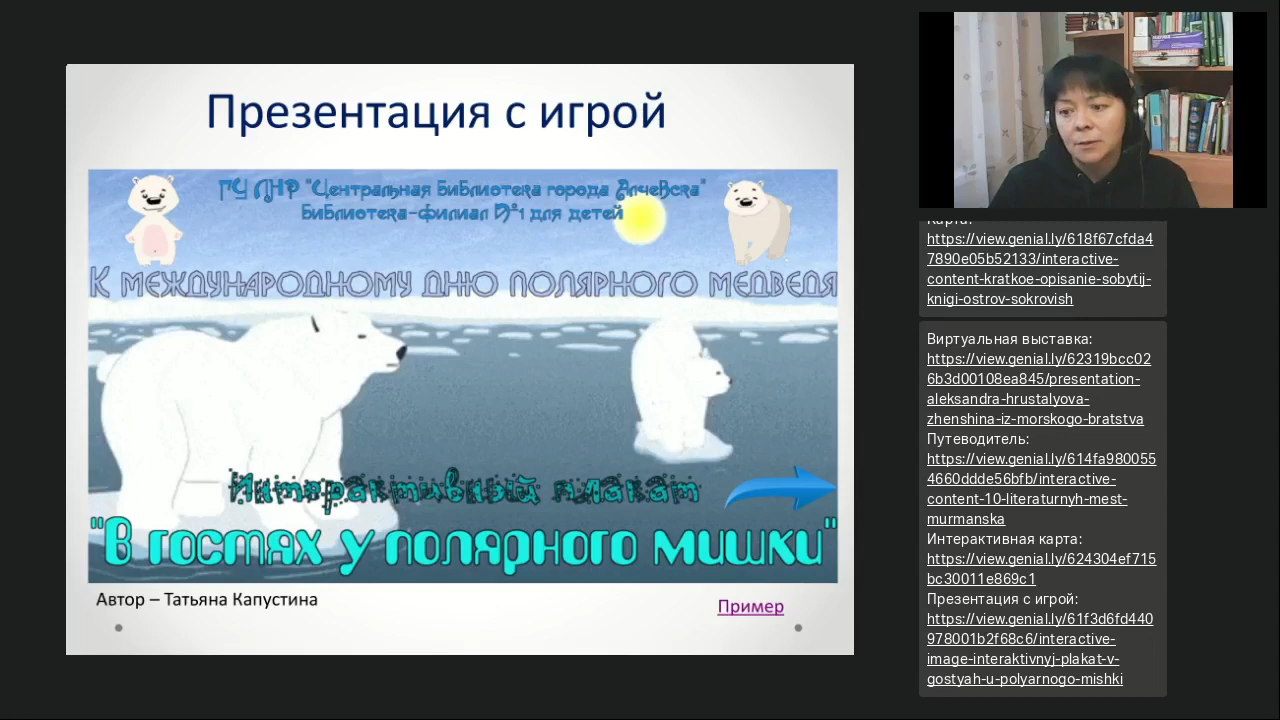 Презентация с игрой
ГУ ЛНР "Центральная Библиотека города Алчевска"
Библиотека-филиал №1 для детей
К МЕЖДУНАРОДНОМУ ДНЮ ПОЛЯРНОГО МЕДВЕДЯ
Интерактивный плакат
"В гостях у полярного мишки"
Автор – Татьяна Капустина
Пример
Карта:
https://view.genial.ly/618f67cfda4
7890e05b52133/interactive-
content-kratkoe-opisanie-sobytij-
knigi-ostrov-sokrovish
Виртуальная выставка:
https://view.genial.ly/62319bcc02
6b3d00108ea845/presentation-
aleksandra-hrustalyova-
zhenshina-iz-morskogo-bratstva
Путеводитель:
https://view.genial.ly/614fa980055
4660ddde56bfb/interactive-
content-10-literaturnyh-mest-
murmanska
Интерактивная карта:
https://view.genial.ly/624304ef715
bc30011e869c1
Презентация с игрой:
https://view.genial.ly/61f3d6fd440
978001b2f68c6/interactive-
image-interaktivnyj-plakat-v-
gostyah-u-polyarnogo-mishki